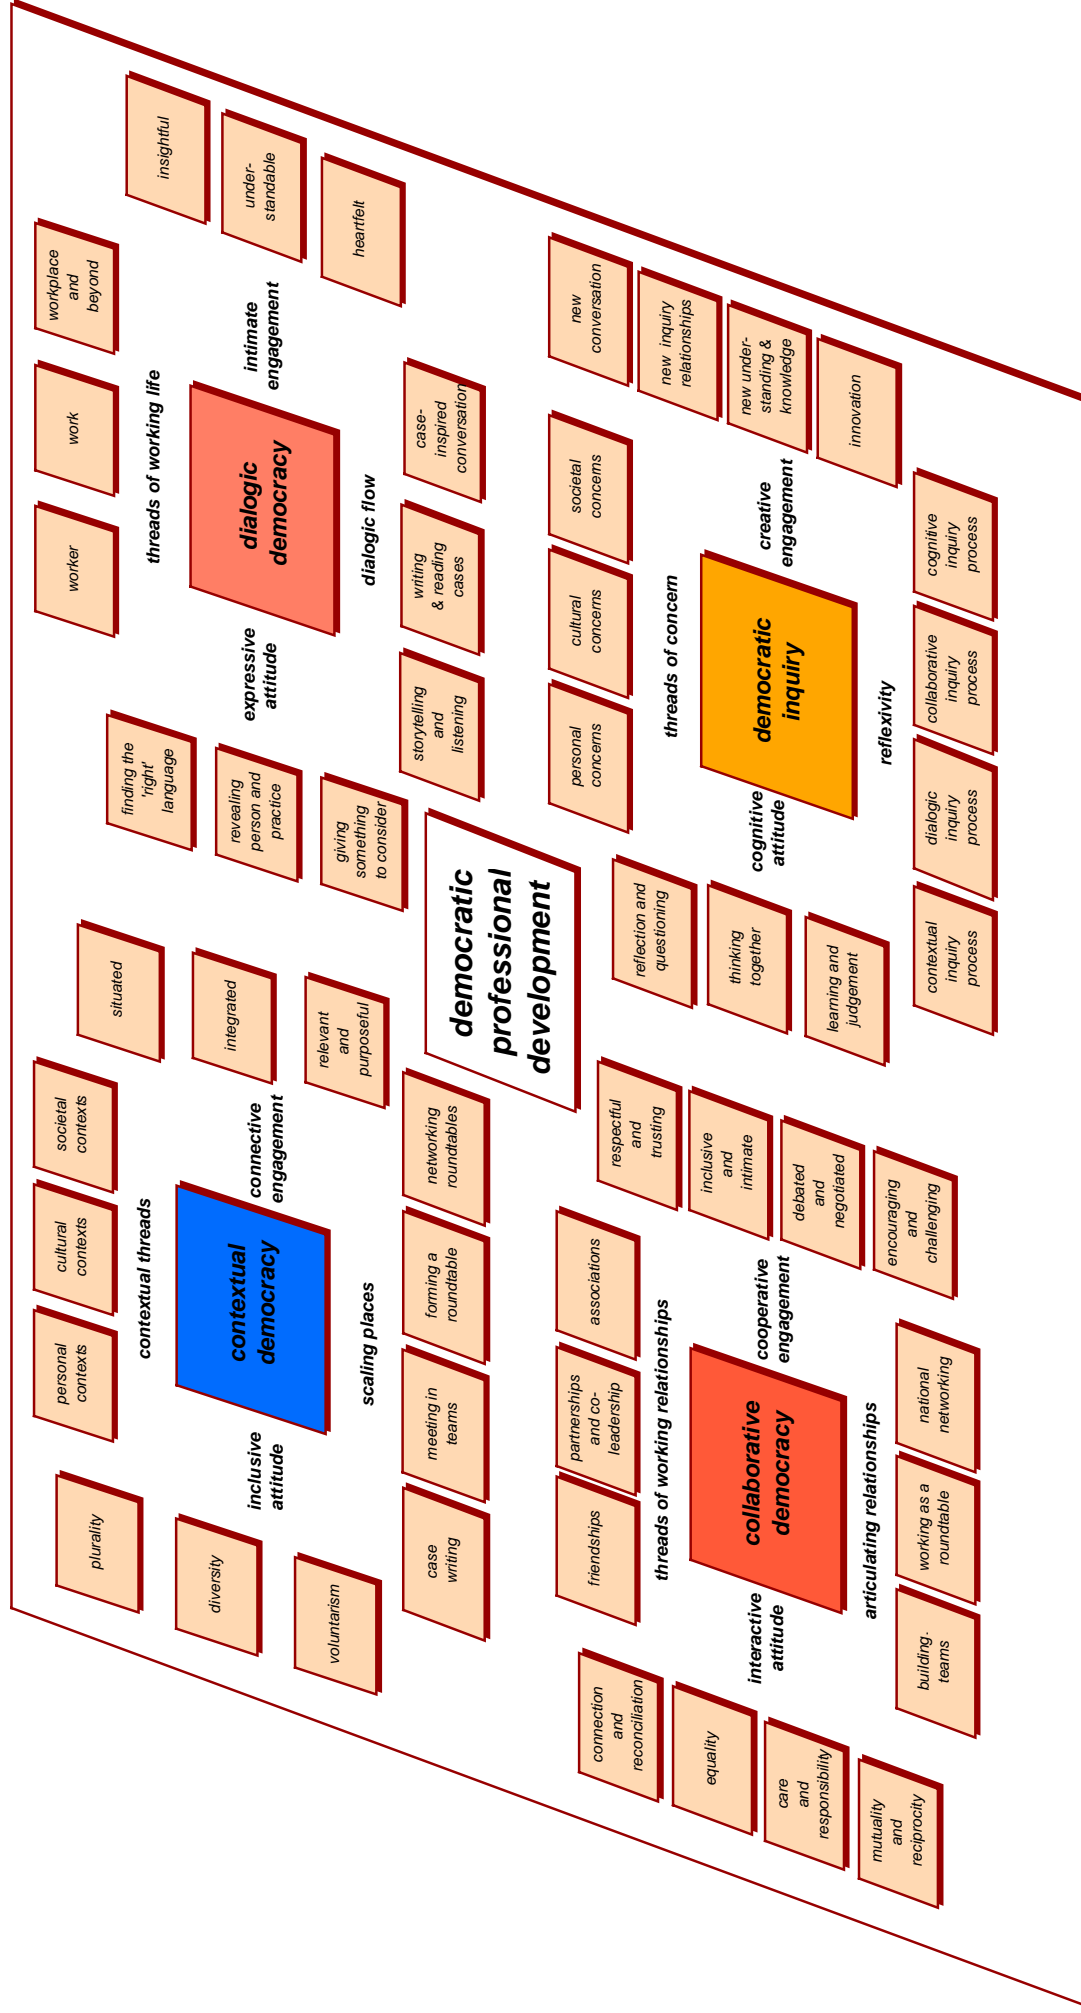 personal
contexts
cultural
contexts
societal
contexts
contextual threads
plurality
diversity
voluntarism
inclusive
attitude
contextual
democracy
connective
engagement
situated
integrated
relevant
and
purposeful
scaling places
case
writing
meeting in
teams
forming a
roundtable
networking
roundtables
worker
work
workplace
and
beyond
threads of working life
finding the
'right'
language
revealing
person and
practice
giving
something
to consider
expressive
attitude
dialogic
democracy
intimate
engagement
insightful
under-
standable
heartfelt
dialogic flow
storytelling
and
listening
writing
& reading
cases
case-
inspired
conversation
democratic
professional
development
friendships
partnerships
and co-
leadership
associations
threads of working relationships
connection
and
reconciliation
equality
care
and
responsibility
mutuality
and
reciprocity
interactive
attitude
collaborative
democracy
cooperative
engagement
respectful
and
trusting
inclusive
and
intimate
debated
and
negotiated
encouraging
and
challenging
articulating relationships
building.
teams
working as a
roundtable
national
networking
personal
concerns
cultural
concerns
societal
concerns
threads of concern
reflection and
questioning
thinking
together
learning and
judgement
cognitive
attitude
democratic
inquiry
creative
engagement
new
conversation
new inquiry
relationships
new under-
standing &
knowledge
innovation
reflexivity
contextual
inquiry
process
dialogic
inquiry
process
collaborative
inquiry
process
cognitive
inquiry
process